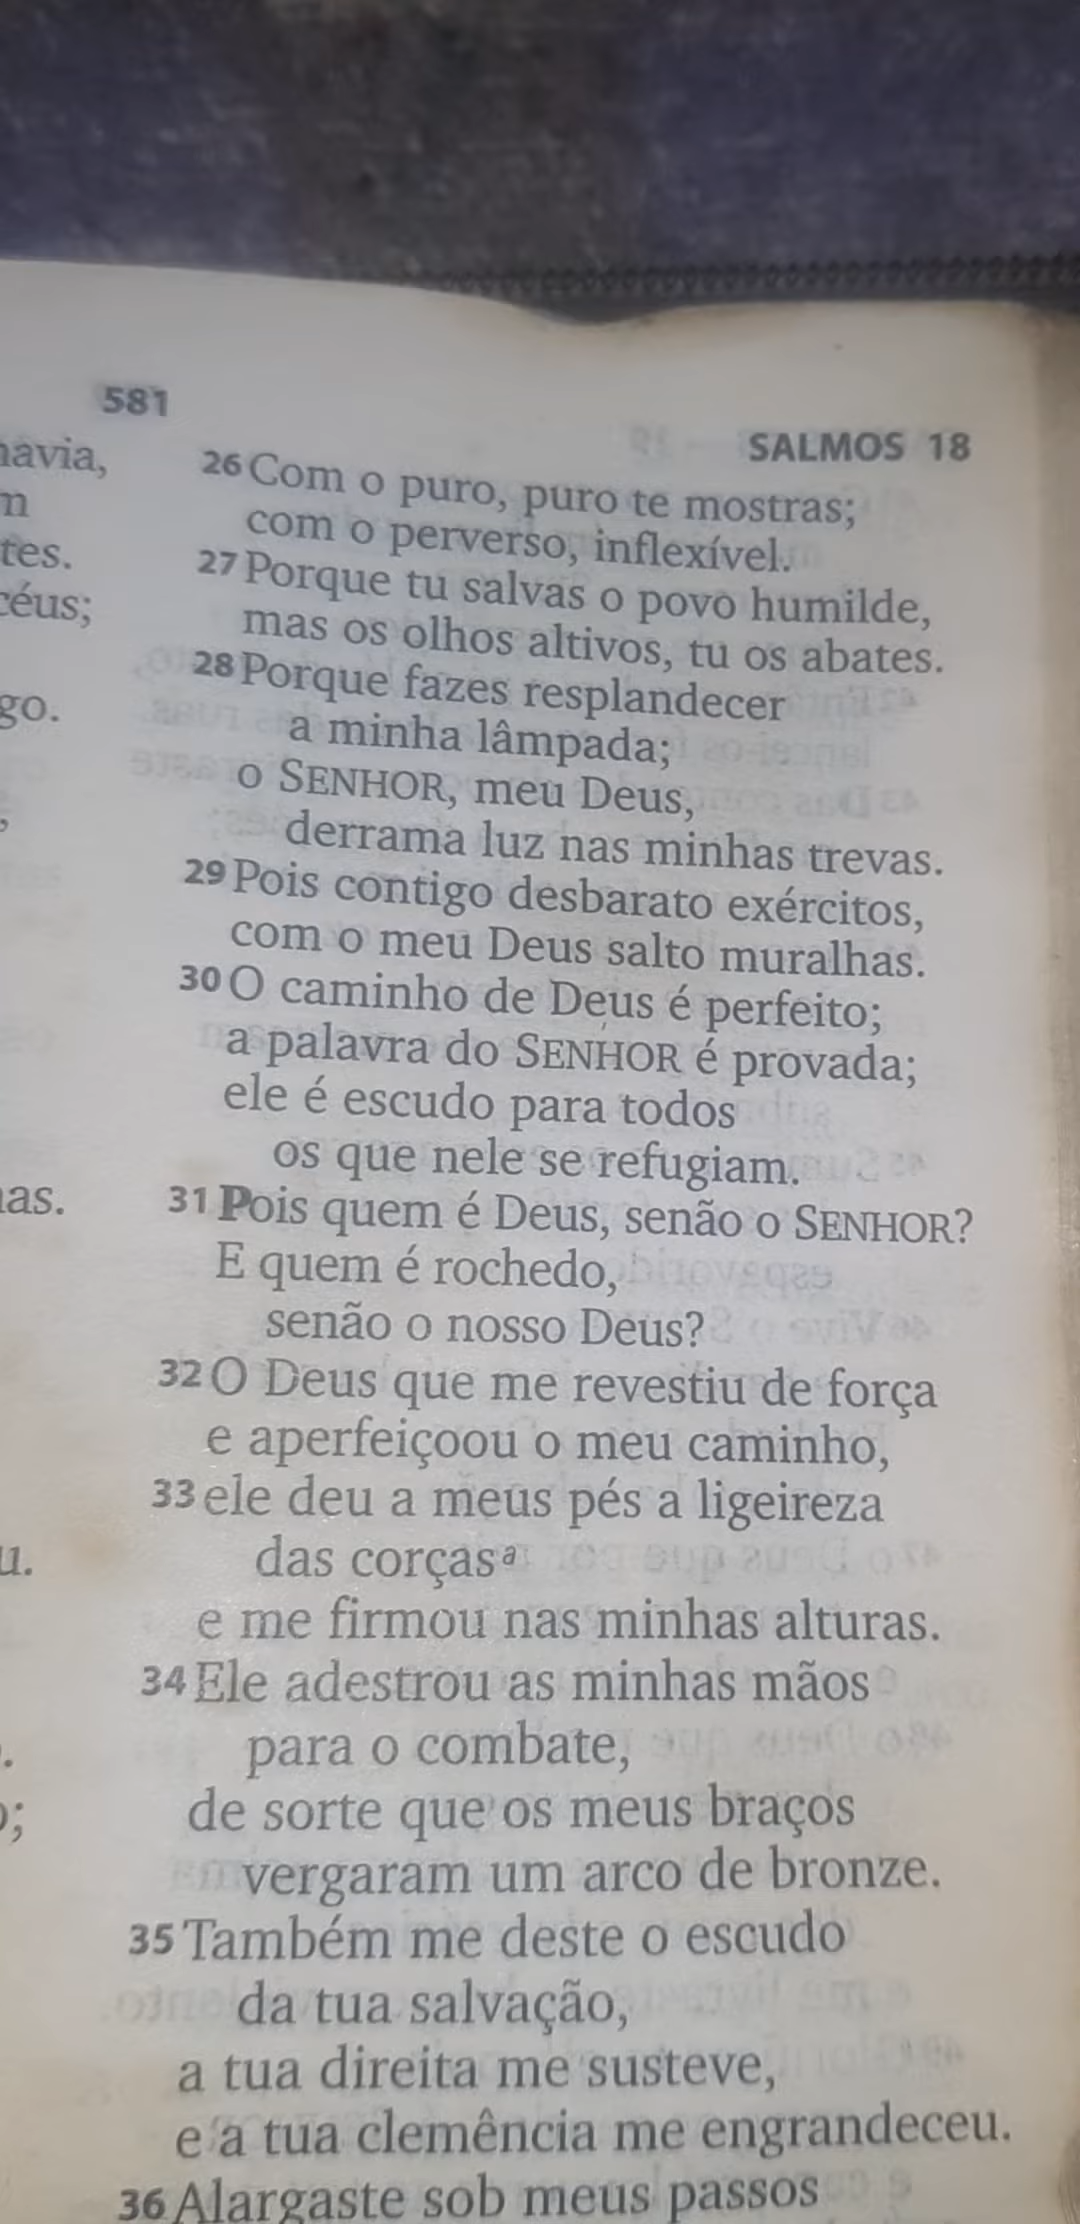 581
SALMOS 18
havia,
m
tes.
céus;
go.
,
as.
u.
.
o;
26 Com o puro, puro te mostras;
com o perverso, inflexível.
27 Porque tu salvas o povo humilde,
mas os olhos altivos, tu os abates.
28 Porque fazes resplandecer
a minha lâmpada;
o SENHOR, meu Deus,
derrama luz nas minhas trevas.
29 Pois contigo desbarato exércitos,
com o meu Deus salto muralhas.
30 O caminho de Deus é perfeito;
a palavra do SENHOR é provada;
ele é escudo para todos
os que nele se refugiam.
31 Pois quem é Deus, senão o SENHOR?
E quem é rochedo,
senão o nosso Deus?
32 O Deus que me revestiu de força
e aperfeiçoou o meu caminho,
33 ele deu a meus pés a ligeireza
das corças a
e me firmou nas minhas alturas.
34 Ele adestrou as minhas mãos
para o combate,
de sorte que os meus braços
vergaram um arco de bronze.
35 Também me deste o escudo
da tua salvação,
a tua direita me susteve,
e a tua clemência me engrandeceu.
36 Alargaste sob meus passos